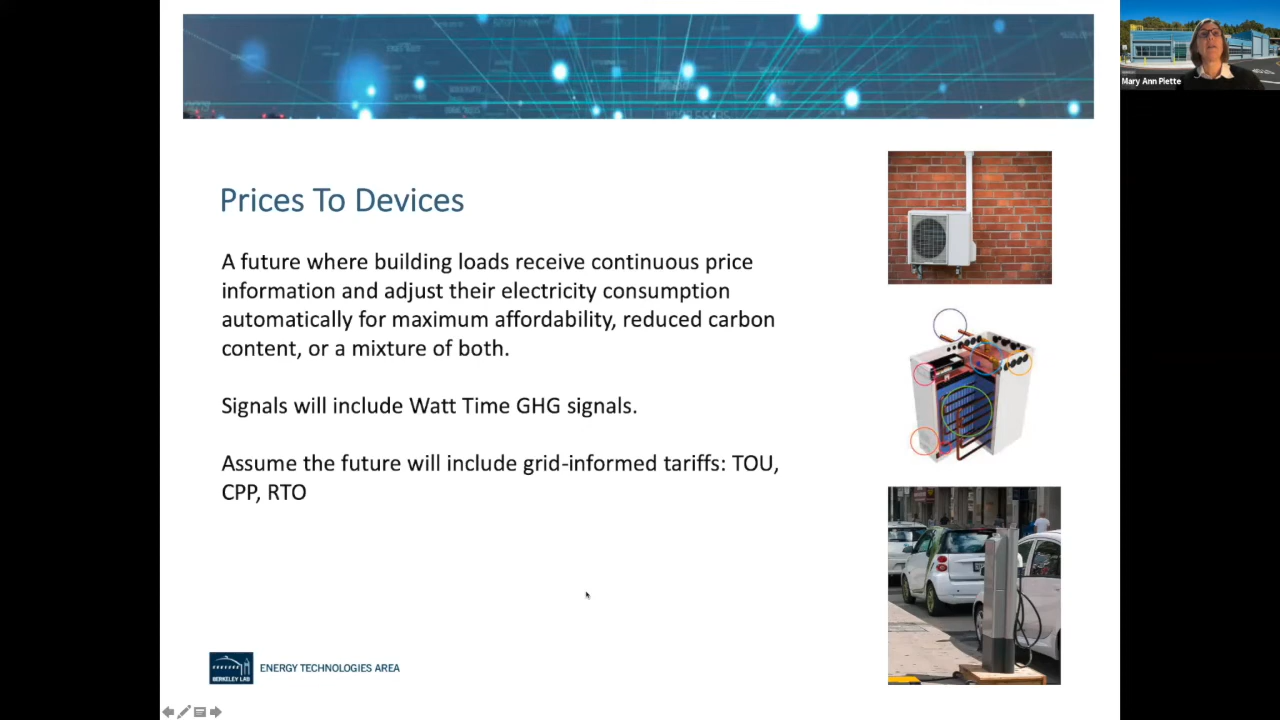 Mary Ann Piette
Prices To Devices
A future where building loads receive continuous price
information and adjust their electricity consumption
automatically for maximum affordability, reduced carbon
content, or a mixture of both.
Signals will include Watt Time GHG signals.
Assume the future will include grid-informed tariffs: TOU,
CPP, RTO
BERKELEY LAB
ENERGY TECHNOLOGIES AREA